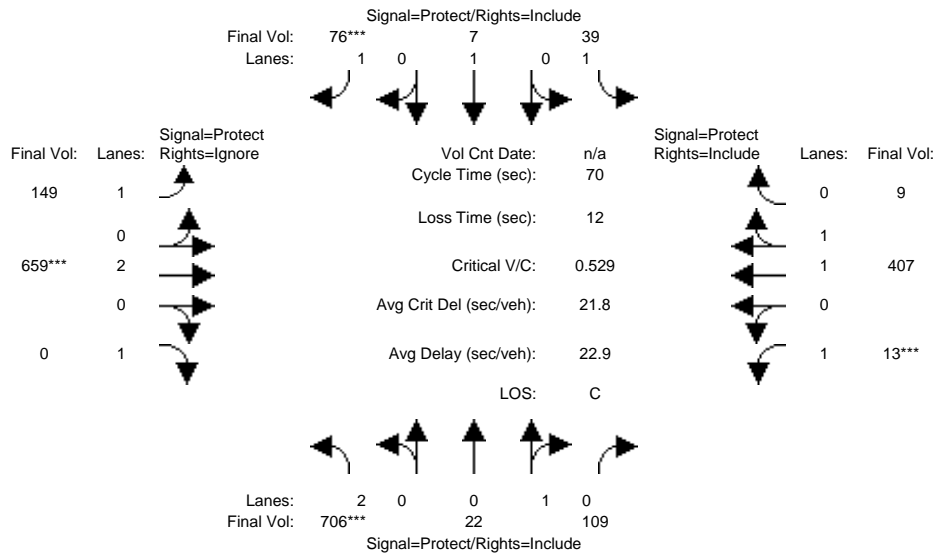 Signal=Protect/Rights=Include
Final Vol: 76*** 7 39
Lanes: 1 0 1 0 1
Signal=Protect Signal=Protect
Final Vol: Lanes: Rights=Ignore Vol Cnt Date: n/a Rights=Include Lanes: Final Vol:
Cycle Time (sec): 70
149 1 0 9
Loss Time (sec): 12
0 1
659*** 2 Critical V/C: 0.529 1 407
0 Avg Crit Del (sec/veh): 21.8 0
0 1 Avg Delay (sec/veh): 22.9 1 13***
LOS: C
Lanes: 2 0 0 1 0
Final Vol: 706*** 22 109
Signal=Protect/Rights=Include